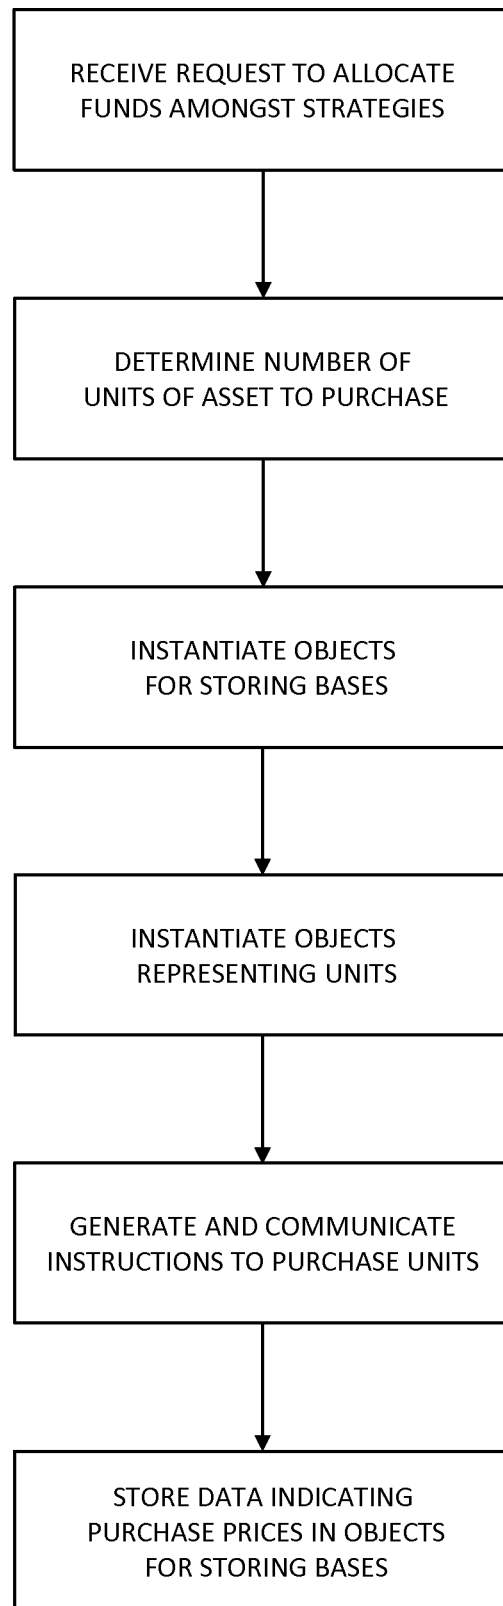 RECEIVE REQUEST TO ALLOCATE
FUNDS AMONGST STRATEGIES
DETERMINE NUMBER OF
UNITS OF ASSET TO PURCHASE
INSTANTIATE OBJECTS
FOR STORING BASES
INSTANTIATE OBJECTS
REPRESENTING UNITS
GENERATE AND COMMUNICATE
INSTRUCTIONS TO PURCHASE UNITS
STORE DATA INDICATING
PURCHASE PRICES IN OBJECTS
FOR STORING BASES